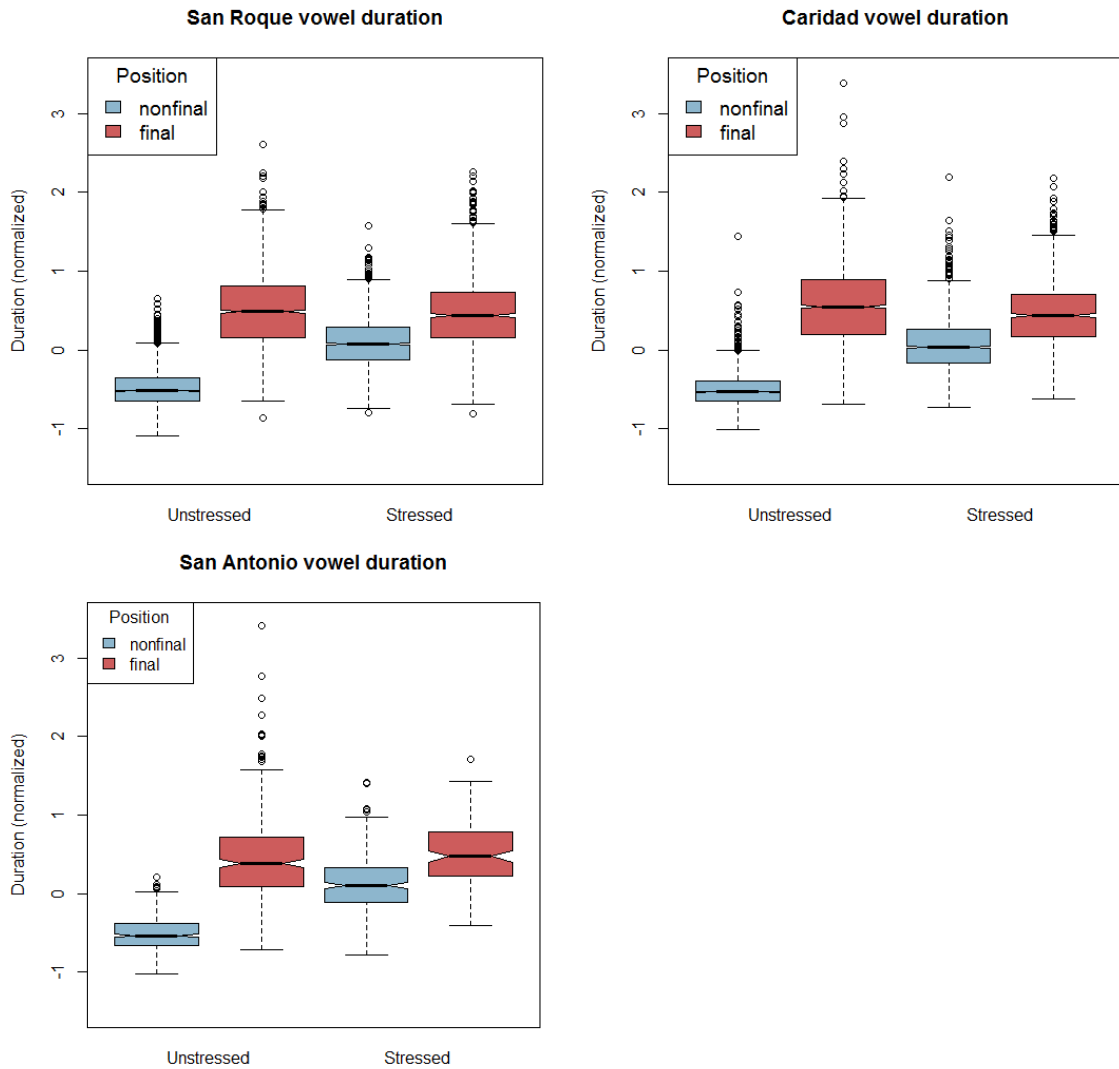 San Roque vowel duration
Position
nonfinal
final
Duration (normalized)
3
2
1
0
-1
Unstressed Stressed
Caridad vowel duration
Position
nonfinal
final
Duration (normalized)
3
2
1
0
-1
Unstressed Stressed
San Antonio vowel duration
Position
nonfinal
final
Duration (normalized)
3
2
1
0
-1
Unstressed Stressed